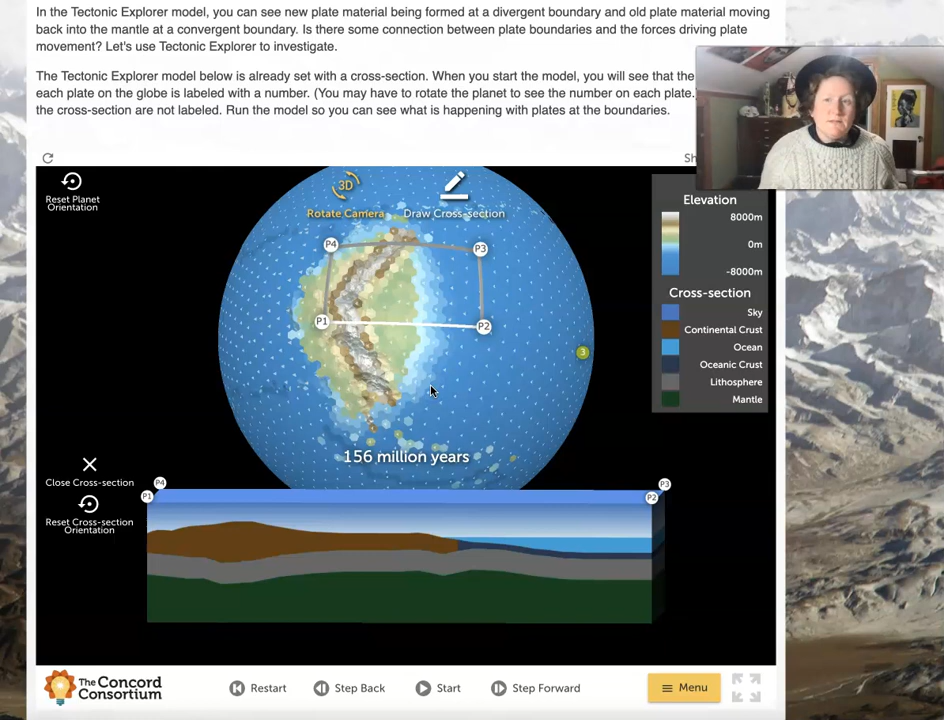 In the Tectonic Explorer model, you can see new plate material being formed at a divergent boundary and old plate material moving
back into the mantle at a convergent boundary. Is there some connection between plate boundaries and the forces driving plate
movement? Let's use Tectonic Explorer to investigate.
The Tectonic Explorer model below is already set with a cross-section. When you start the model, you will see that the
each plate on the globe is labeled with a number. (You may have to rotate the planet to see the number on each plate.
the cross-section are not labeled. Run the model so you can see what is happening with plates at the boundaries.
Sh
Reset Planet
Orientation
3D
Rotate Camera
Draw Cross-section
P4
P3
P1
P2
3
156 million years
Elevation
8000m
0m
-8000m
Cross-section
Sky
Continental Crust
Ocean
Oceanic Crust
Lithosphere
Mantle
Close Cross-section
Reset Cross-section
Orientation
P4
P1
P3
P2
The Concord
Consortium
Restart
Step Back
Start
Step Forward
Menu